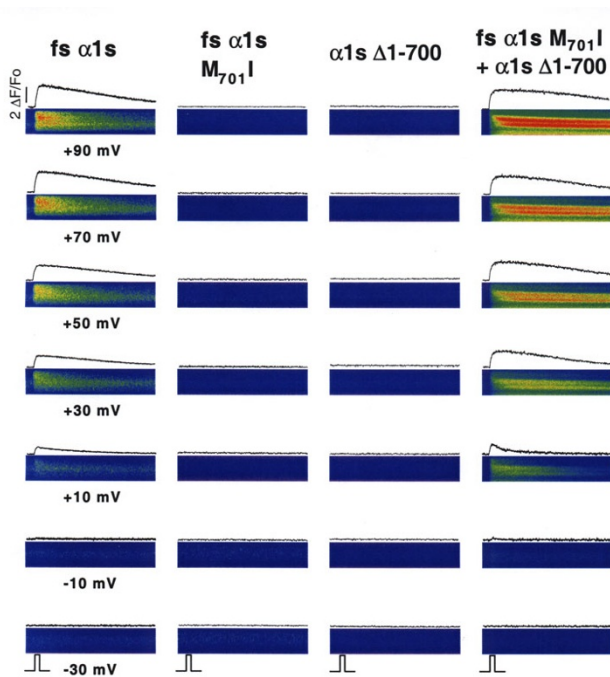 fs α1s
fs α1s
M701I
α1s Δ1-700
fs α1s M701I
+ α1s Δ1-700
2 ΔF/Fo
+90 mV
+70 mV
+50 mV
+30 mV
+10 mV
-10 mV
-30 mV